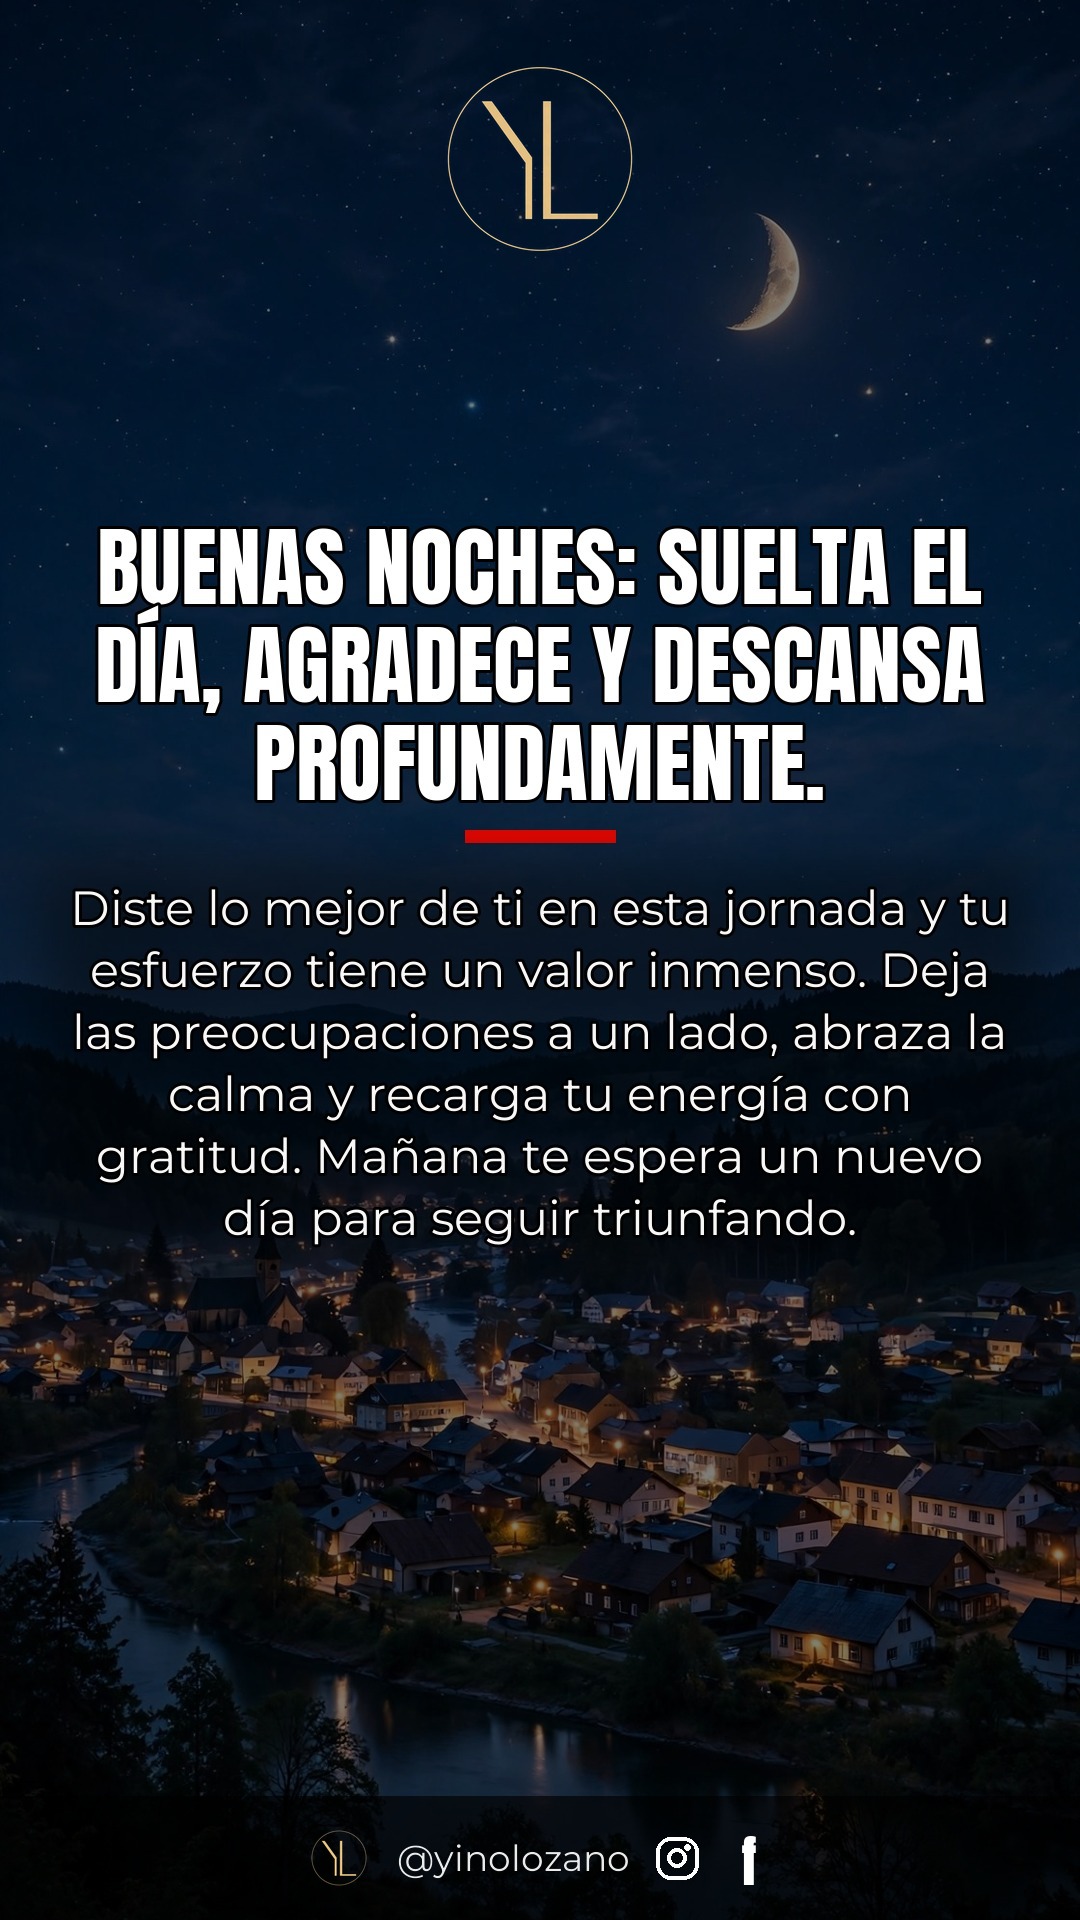 YL
BUENAS NOCHES: SUELTA EL
DÍA, AGRADECE Y DESCANSA
PROFUNDAMENTE.
Diste lo mejor de ti en esta jornada y tu
esfuerzo tiene un valor inmenso. Deja
las preocupaciones a un lado, abraza la
calma y recarga tu energía con
gratitud. Mañana te espera un nuevo
día para seguir triunfando.
YL @yinolozano f